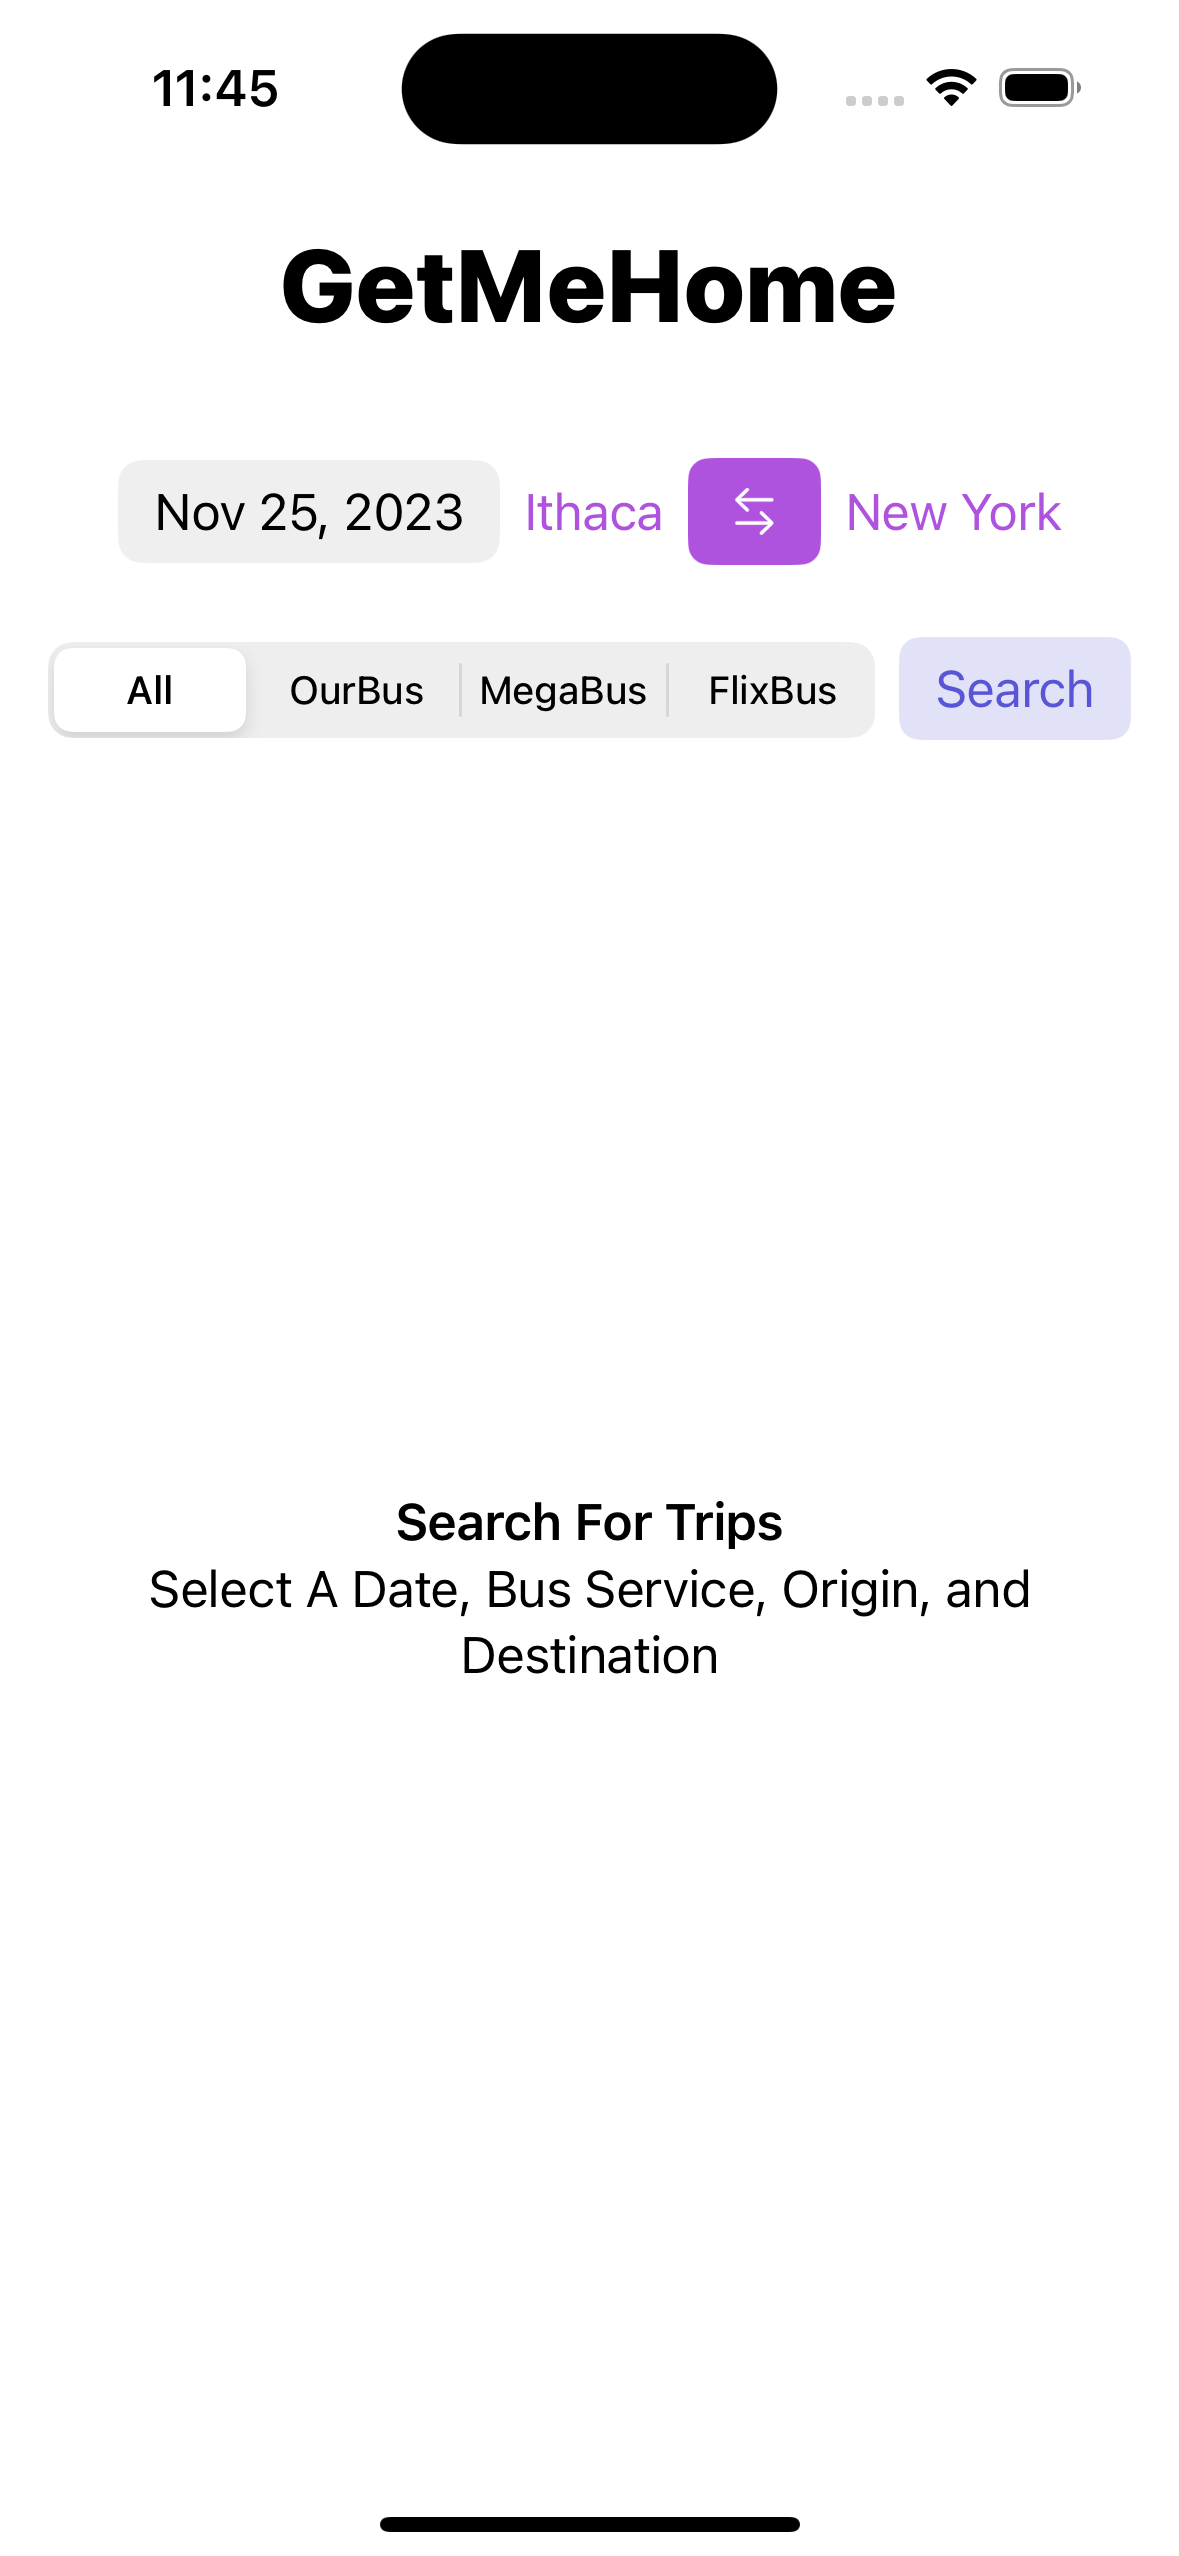 11:45
GetMeHome
Nov 25, 2023 Ithaca New York
All OurBus MegaBus FlixBus Search
Search For Trips
Select A Date, Bus Service, Origin, and
Destination